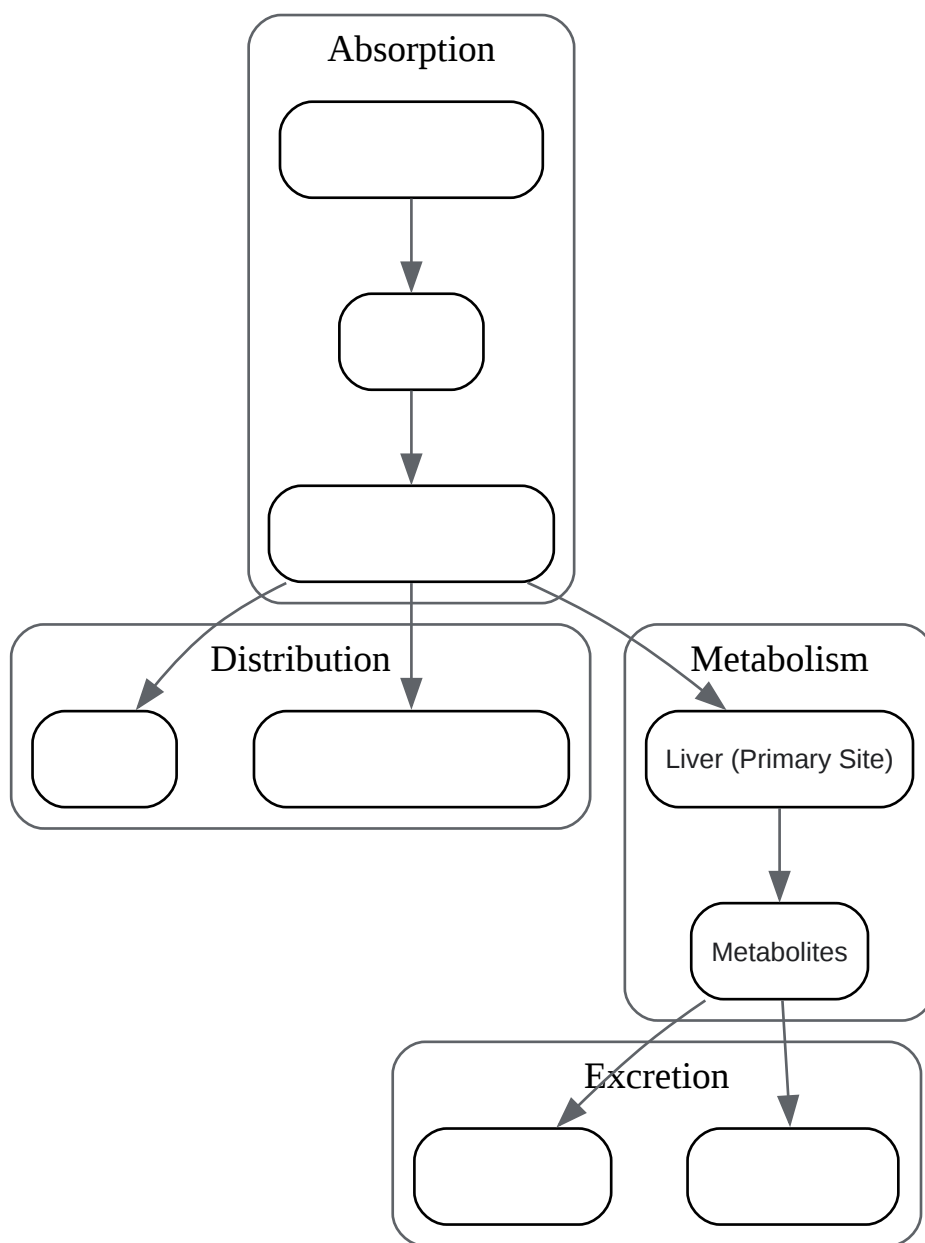 Absorption
Distribution
Metabolism
Liver (Primary Site)
Metabolites
Excretion